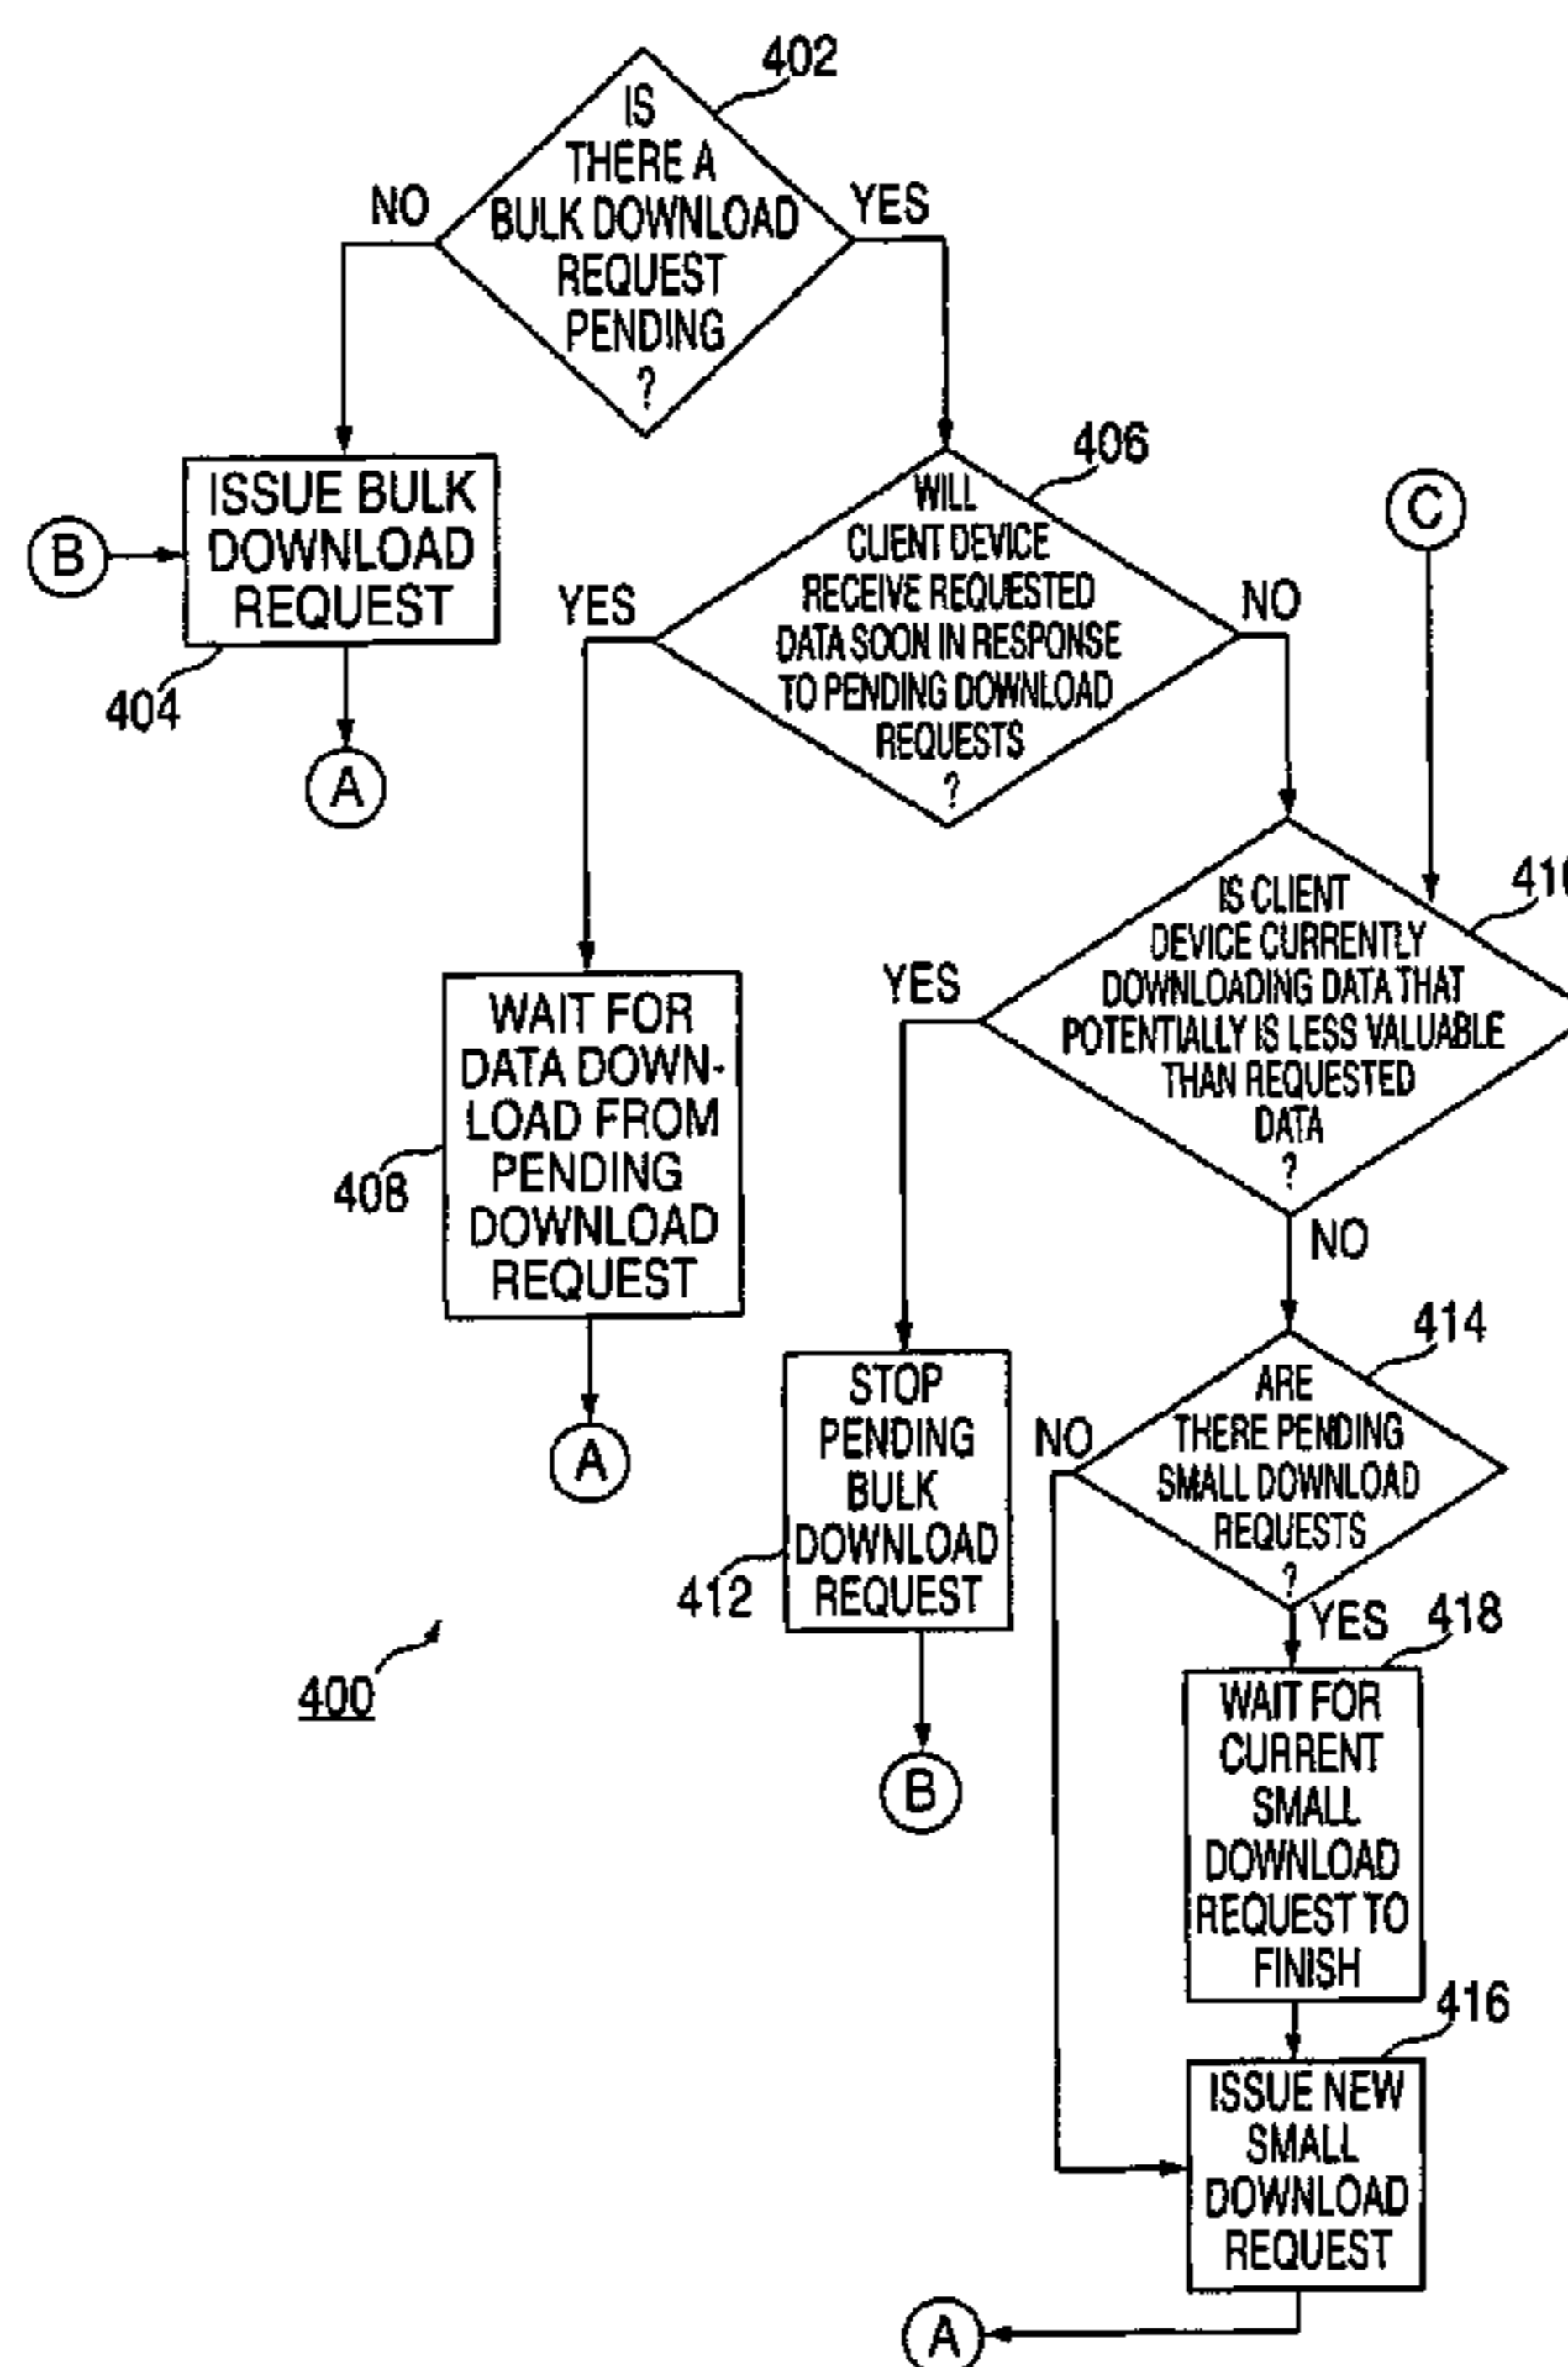 402
IS
THERE A
BULK DOWNLOAD
REQUEST
PENDING
?
NO
YES
B
ISSUE BULK
DOWNLOAD
REQUEST
404
A
406
WILL
CLIENT DEVICE
RECEIVE REQUESTED
DATA SOON IN RESPONSE
TO PENDING DOWNLOAD
REQUESTS
?
YES
NO
C
WAIT FOR
DATA DOWN-
LOAD FROM
PENDING
DOWNLOAD
REQUEST
408
A
IS CLIENT
DEVICE CURRENTLY
DOWNLOADING DATA THAT
POTENTIALLY IS LESS VALUABLE
THAN REQUESTED
DATA
?
YES
NO
STOP
PENDING
BULK
DOWNLOAD
REQUEST
412
B
414
ARE
THERE PENDING
SMALL DOWNLOAD
REQUESTS
?
NO
YES
418
WAIT FOR
CURRENT
SMALL
DOWNLOAD
REQUEST TO
FINISH
416
ISSUE NEW
SMALL
DOWNLOAD
REQUEST
A
400